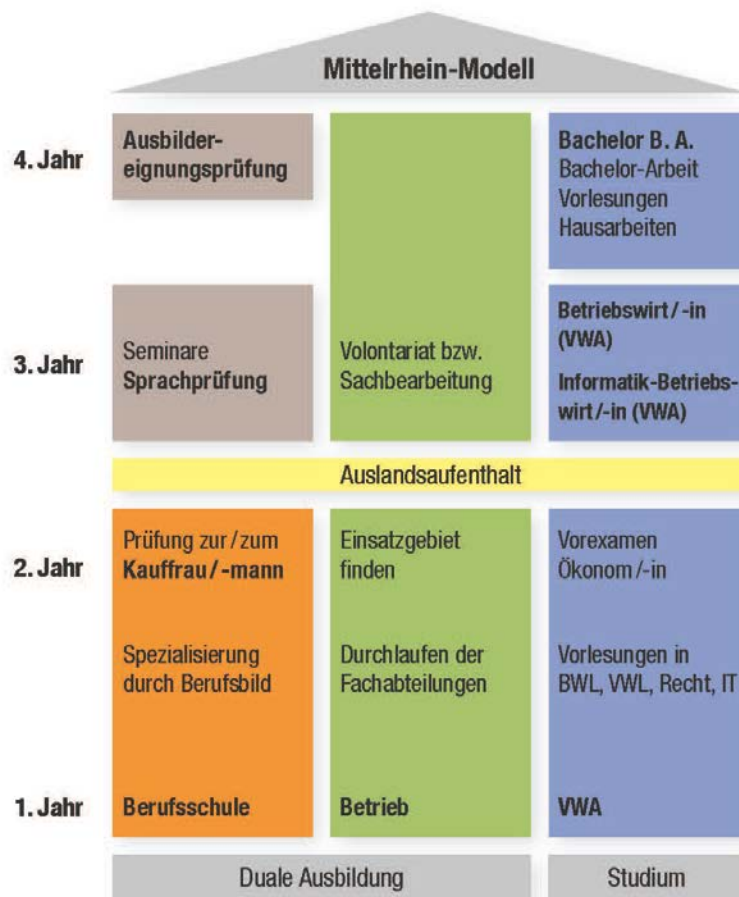 Mittelrhein-Modell
4. Jahr
Ausbilder-
eignungsprüfung
Bachelor B. A.
Bachelor-Arbeit
Vorlesungen
Hausarbeiten
3. Jahr
Seminare
Sprachprüfung
Volontariat bzw.
Sachbearbeitung
Betriebswirt/-in
(VWA)
Informatik-Betriebs-
wirt/-in (VWA)
Auslandsaufenthalt
2. Jahr
Prüfung zur/zum
Kauffrau/-mann
Einsatzgebiet
finden
Vorexamen
Ökonom/-in
Spezialisierung
durch Berufsbild
Durchlaufen der
Fachabteilungen
Vorlesungen in
BWL, VWL, Recht, IT
1. Jahr
Berufsschule
Betrieb
VWA
Duale Ausbildung
Studium